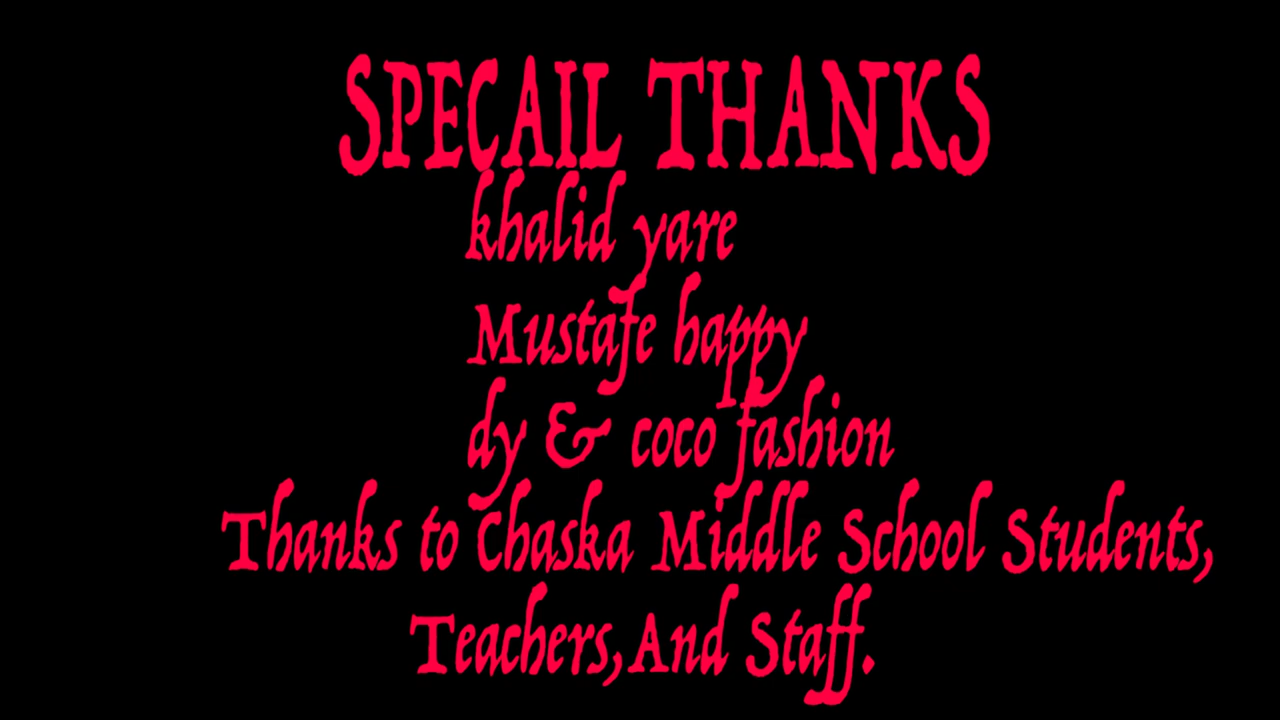 SPECAIL THANKS
khalid yare
Mustafe happy
dy & coco fashion
Thanks to Chaska Middle School Students,
Teachers,And Staff.